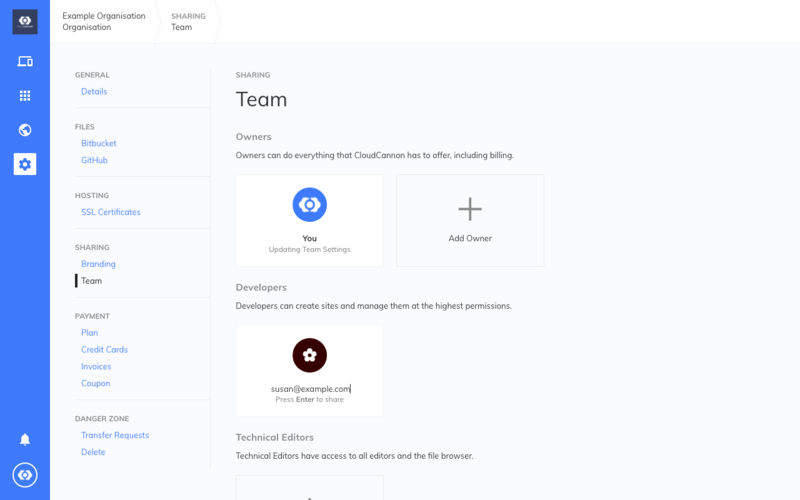 Example Organisation
Organisation
SHARING
Team
GENERAL
Details
FILES
Bitbucket
GitHub
HOSTING
SSL Certificates
SHARING
Branding
Team
PAYMENT
Plan
Credit Cards
Invoices
Coupon
DANGER ZONE
Transfer Requests
Delete
SHARING
Team
Owners
Owners can do everything that CloudCannon has to offer, including billing.
You
Updating Team Settings
Add Owner
Developers
Developers can create sites and manage them at the highest permissions.
susan@example.com
Press Enter to share
Technical Editors
Technical Editors have access to all editors and the file browser.